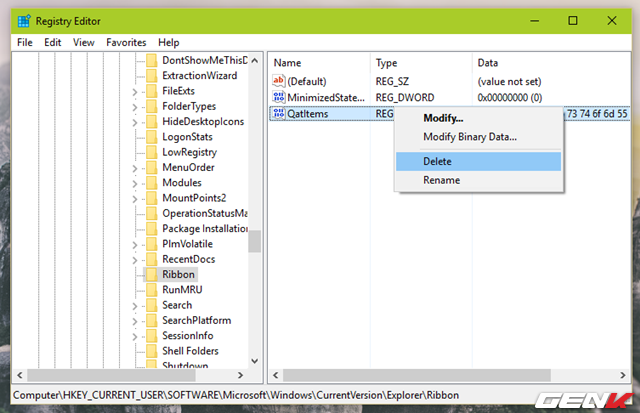 Registry Editor
File Edit View Favorites Help
DontShowMeThisD
ExtractionWizard
FileExts
FolderTypes
HideDesktopIcons
LogonStats
LowRegistry
MenuOrder
Modules
MountPoints2
OperationStatusMa
Package Installation
PlmVolatile
RecentDocs
Ribbon
RunMRU
Search
SearchPlatform
SessionInfo
Shell Folders
Shutdown
Name Type Data
(Default) REG_SZ (value not set)
MinimizedState... REG_DWORD 0x00000000 (0)
QatItems REG_ 73 74 6f 6d 55
Modify...
Modify Binary Data...
Delete
Rename
Computer\HKEY_CURRENT_USER\SOFTWARE\Microsoft\Windows\CurrentVersion\Explorer\Ribbon
GENK